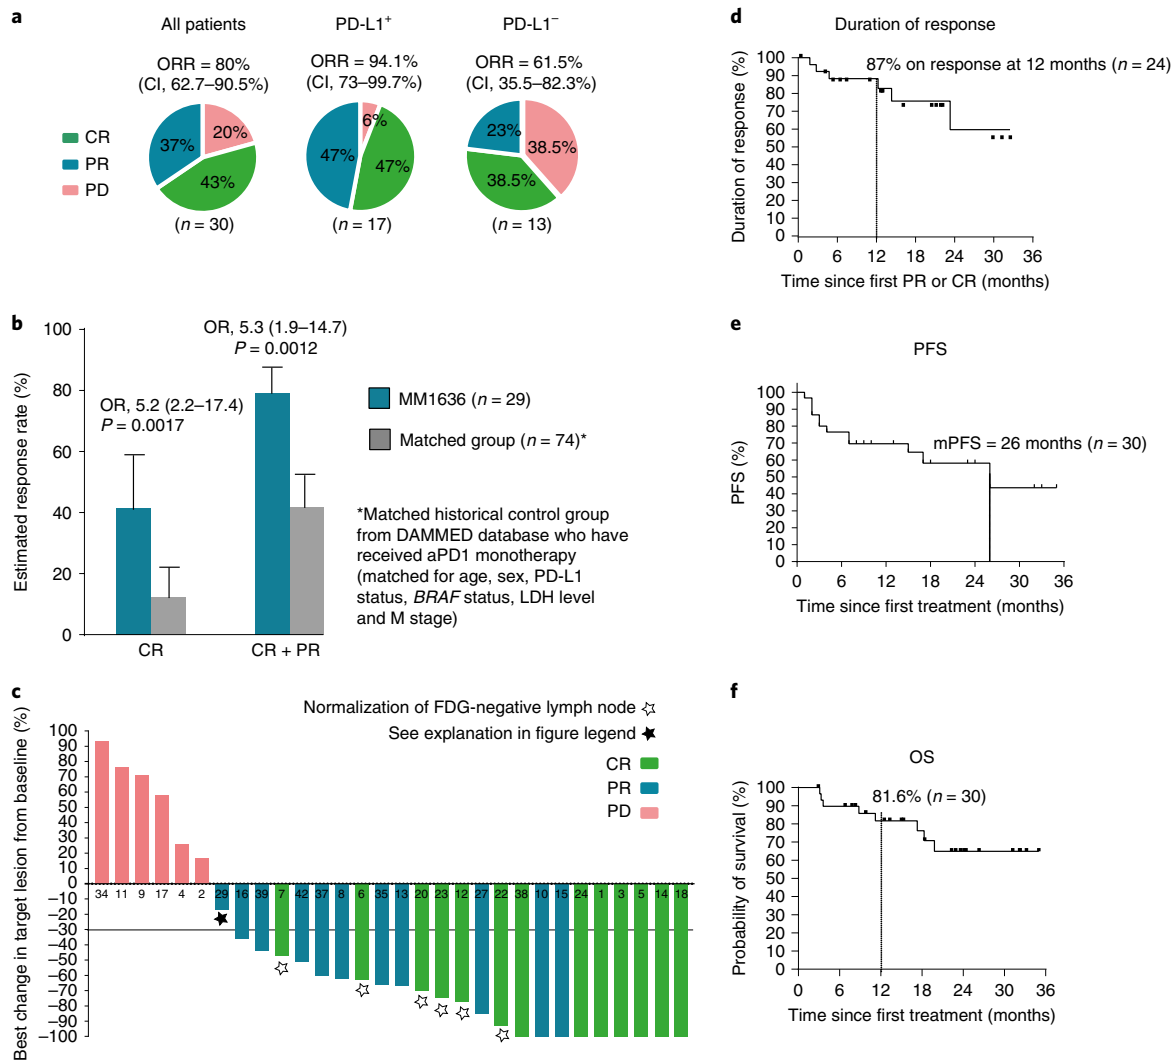 a
All patients
ORR = 80%
(CI, 62.7–90.5%)
PD-L1+
ORR = 94.1%
(CI, 73–99.7%)
PD-L1−
ORR = 61.5%
(CI, 35.5–82.3%)
CR
PR
PD
37%
20%
43%
(n = 30)
6%
47%
47%
(n = 17)
23%
38.5%
38.5%
(n = 13)
b
Estimated response rate (%)
100
80
60
40
20
0
OR, 5.2 (2.2–17.4)
P = 0.0017
OR, 5.3 (1.9–14.7)
P = 0.0012
CR
CR + PR
MM1636 (n = 29)
Matched group (n = 74)*
*Matched historical control group
from DAMMED database who have
received aPD1 monotherapy
(matched for age, sex, PD-L1
status, BRAF status, LDH level
and M stage)
c
Normalization of FDG-negative lymph node
See explanation in figure legend
CR
PR
PD
Best change in target lesion from baseline (%)
100
90
80
70
60
50
40
30
20
10
0
−10
−20
−30
−40
−50
−60
−70
−80
−90
−100
34 11 9 17 4 2 29 16 39 7 42 37 8 6 35 13 20 23 12 27 22 38 10 15 24 1 3 5 14 18
d
Duration of response
87% on response at 12 months (n = 24)
Duration of response (%)
100
90
80
70
60
50
40
30
20
10
0
0 6 12 18 24 30 36
Time since first PR or CR (months)
e
PFS
mPFS = 26 months (n = 30)
PFS (%)
100
90
80
70
60
50
40
30
20
10
0
0 6 12 18 24 30 36
Time since first treatment (months)
f
OS
81.6% (n = 30)
Probability of survival (%)
100
90
80
70
60
50
40
30
20
10
0
0 6 12 18 24 30 36
Time since first treatment (months)